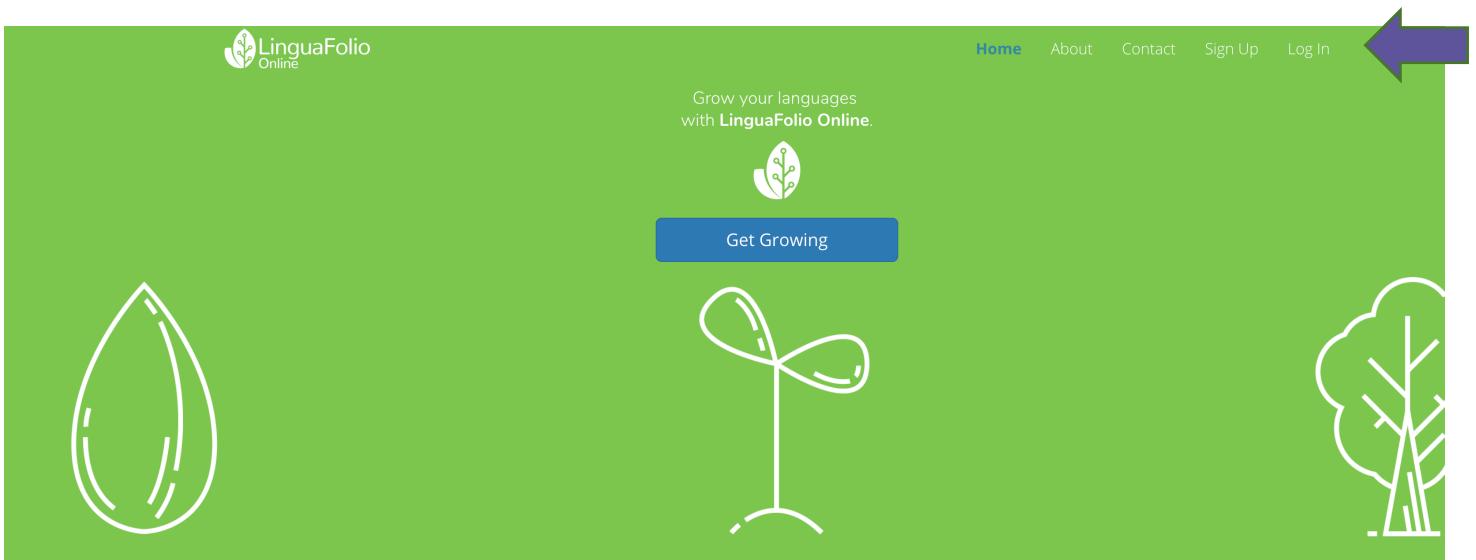 LinguaFolio
Online
Home About Contact Sign Up Log In
Grow your languages
with LinguaFolio Online.
Get Growing